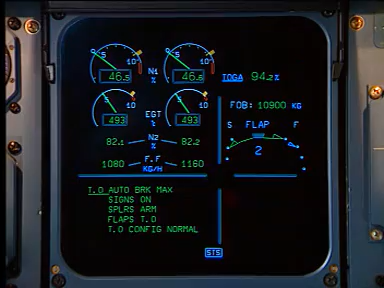 5 10 5 10
46.5 N1 % 46.6 TOGA 94.2 %
5 10 5 10
493 EGT % 493 FOB: 10900 KG
82.1 N2 % 82.2 S FLAP F
2
1080 F.F 1160
KG/H
T.O AUTO BRK MAX
SIGNS ON
SPLRS ARM
FLAPS T.O
T.O CONFIG NORMAL
STS